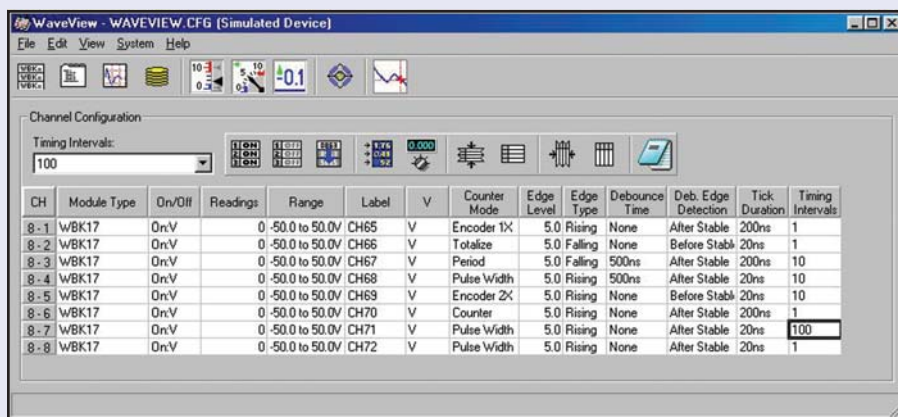 WaveView - WAVEVIEW.CFG (Simulated Device)
File Edit View System Help
Channel Configuration
Timing Intervals:
100
CH Module Type On/Off Readings Range Label V Counter Mode Edge Level Edge Type Debounce Time Deb. Edge Detection Tick Duration Timing Intervals
8-1 WBK17 On:V 0 -50.0 to 50.0V CH65 V Encoder 1X 5.0 Rising None After Stable 200ns 1
8-2 WBK17 On:V 0 -50.0 to 50.0V CH66 V Totalize 5.0 Falling None Before Stabl 20ns 1
8-3 WBK17 On:V 0 -50.0 to 50.0V CH67 V Period 5.0 Falling 500ns After Stable 200ns 10
8-4 WBK17 On:V 0 -50.0 to 50.0V CH68 V Pulse Width 5.0 Rising 500ns After Stable 20ns 10
8-5 WBK17 On:V 0 -50.0 to 50.0V CH69 V Encoder 2X 5.0 Rising None Before Stabl 20ns 10
8-6 WBK17 On:V 0 -50.0 to 50.0V CH70 V Counter 5.0 Rising None After Stable 200ns 1
8-7 WBK17 On:V 0 -50.0 to 50.0V CH71 V Pulse Width 5.0 Rising None After Stable 20ns 100
8-8 WBK17 On:V 0 -50.0 to 50.0V CH72 V Pulse Width 5.0 Rising None After Stable 20ns 1